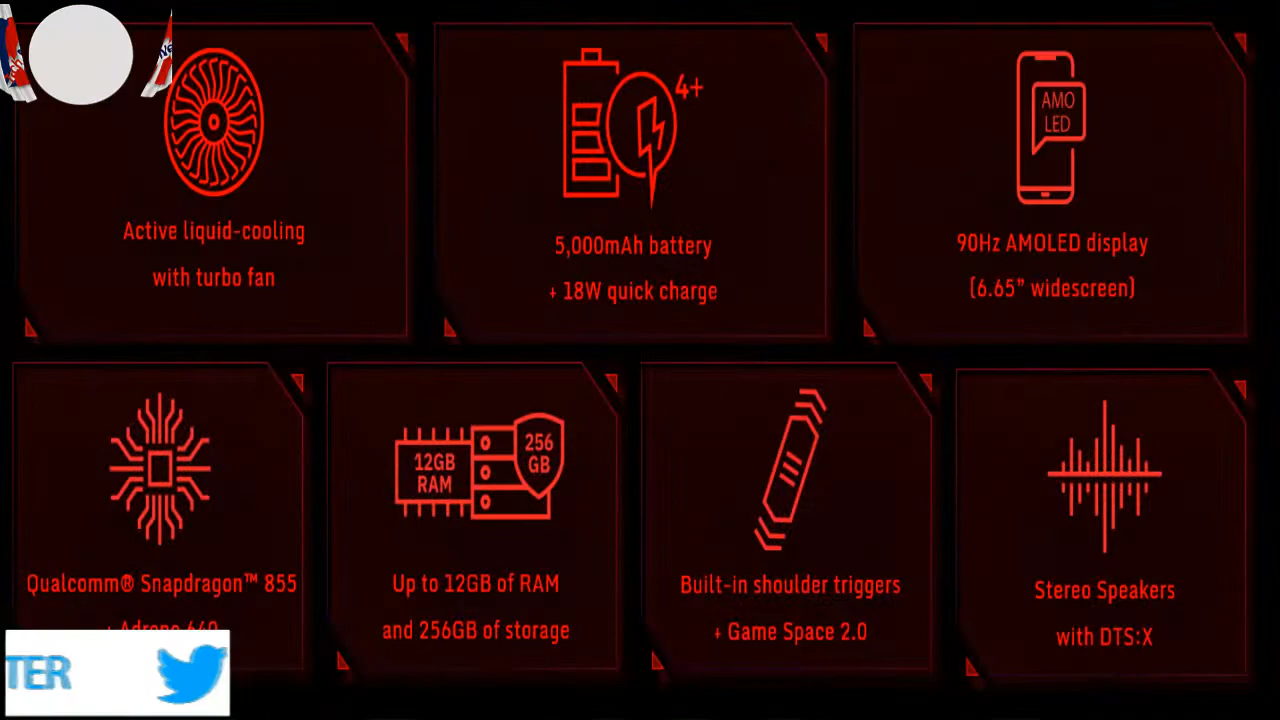 Active liquid-cooling
with turbo fan
4+
5,000mAh battery
+ 18W quick charge
AMO
LED
90Hz AMOLED display
(6.65” widescreen)
Qualcomm® Snapdragon™ 855
+ Adreno 640
12GB
RAM
256
GB
Up to 12GB of RAM
and 256GB of storage
Built-in shoulder triggers
+ Game Space 2.0
Stereo Speakers
with DTS:X
TER